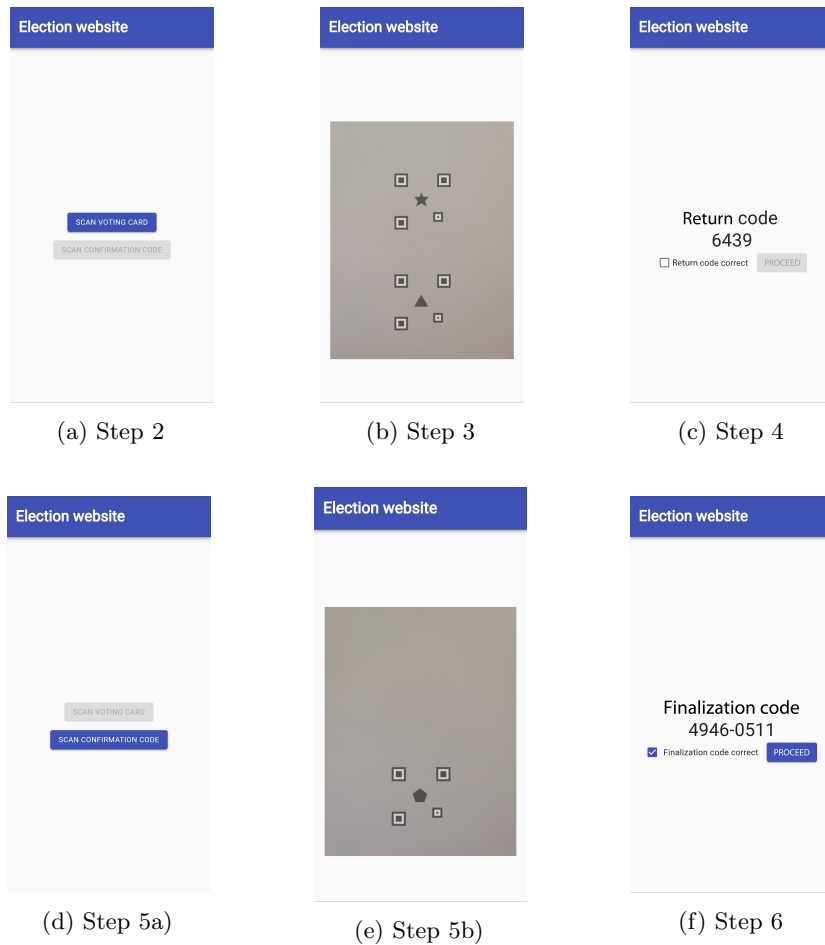 Election website
SCAN VOTING CARD
SCAN CONFIRMATION CODE
(a) Step 2
Election website
(b) Step 3
Election website
Return code
6439
Return code correct PROCEED
(c) Step 4
Election website
SCAN VOTING CARD
SCAN CONFIRMATION CODE
(d) Step 5a)
Election website
(e) Step 5b)
Election website
Finalization code
4946-0511
Finalization code correct PROCEED
(f) Step 6